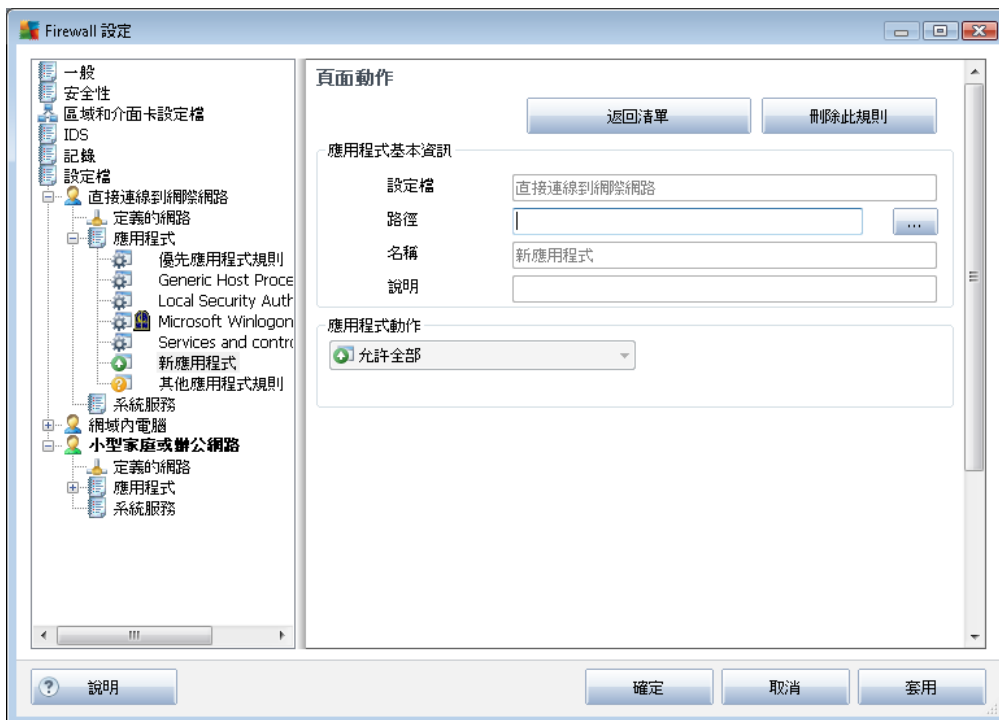 Firewall 設定
一般
安全性
區域和介面卡設定檔
IDS
記錄
設定檔
直接連線到網際網路
定義的網路
應用程式
優先應用程式規則
Generic Host Proce
Local Security Auth
Microsoft Winlogon
Services and contro
新應用程式
其他應用程式規則
系統服務
網域內電腦
小型家庭或辦公網路
定義的網路
應用程式
系統服務
頁面動作
返回清單
刪除此規則
應用程式基本資訊
設定檔
直接連線到網際網路
路徑
...
名稱
新應用程式
說明
應用程式動作
允許全部
? 說明
確定
取消
套用